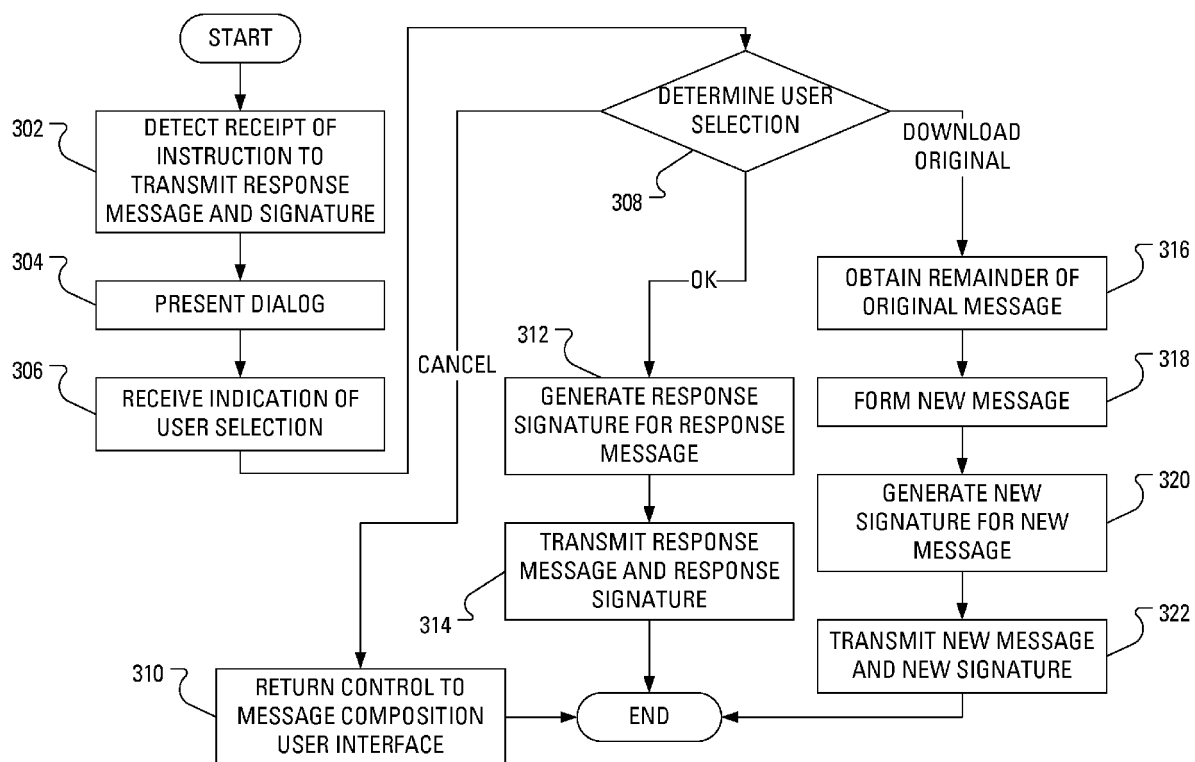 START
302
DETECT RECEIPT OF
INSTRUCTION TO
TRANSMIT RESPONSE
MESSAGE AND SIGNATURE
304
PRESENT DIALOG
306
RECEIVE INDICATION OF
USER SELECTION
DETERMINE USER
SELECTION
308
CANCEL
OK
DOWNLOAD
ORIGINAL
310
RETURN CONTROL TO
MESSAGE COMPOSITION
USER INTERFACE
312
GENERATE RESPONSE
SIGNATURE FOR RESPONSE
MESSAGE
TRANSMIT RESPONSE
MESSAGE AND RESPONSE
SIGNATURE
314
316
OBTAIN REMAINDER OF
ORIGINAL MESSAGE
318
FORM NEW MESSAGE
320
GENERATE NEW
SIGNATURE FOR NEW
MESSAGE
322
TRANSMIT NEW MESSAGE
AND NEW SIGNATURE
END